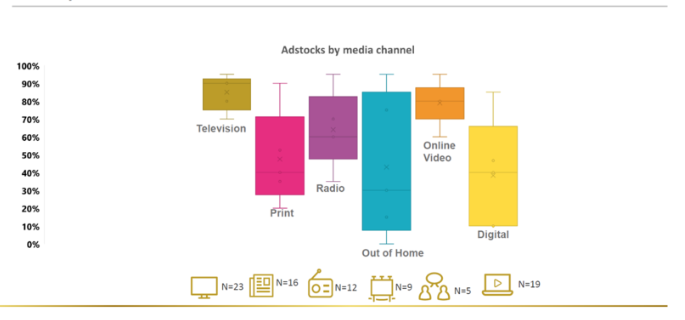 Adstocks by media channel
100%
90%
80%
70%
60%
50%
40%
30%
20%
10%
0%
Television
Print
Radio
Out of Home
Online
Video
Digital
N=23
N=16
N=12
N=9
N=5
N=19